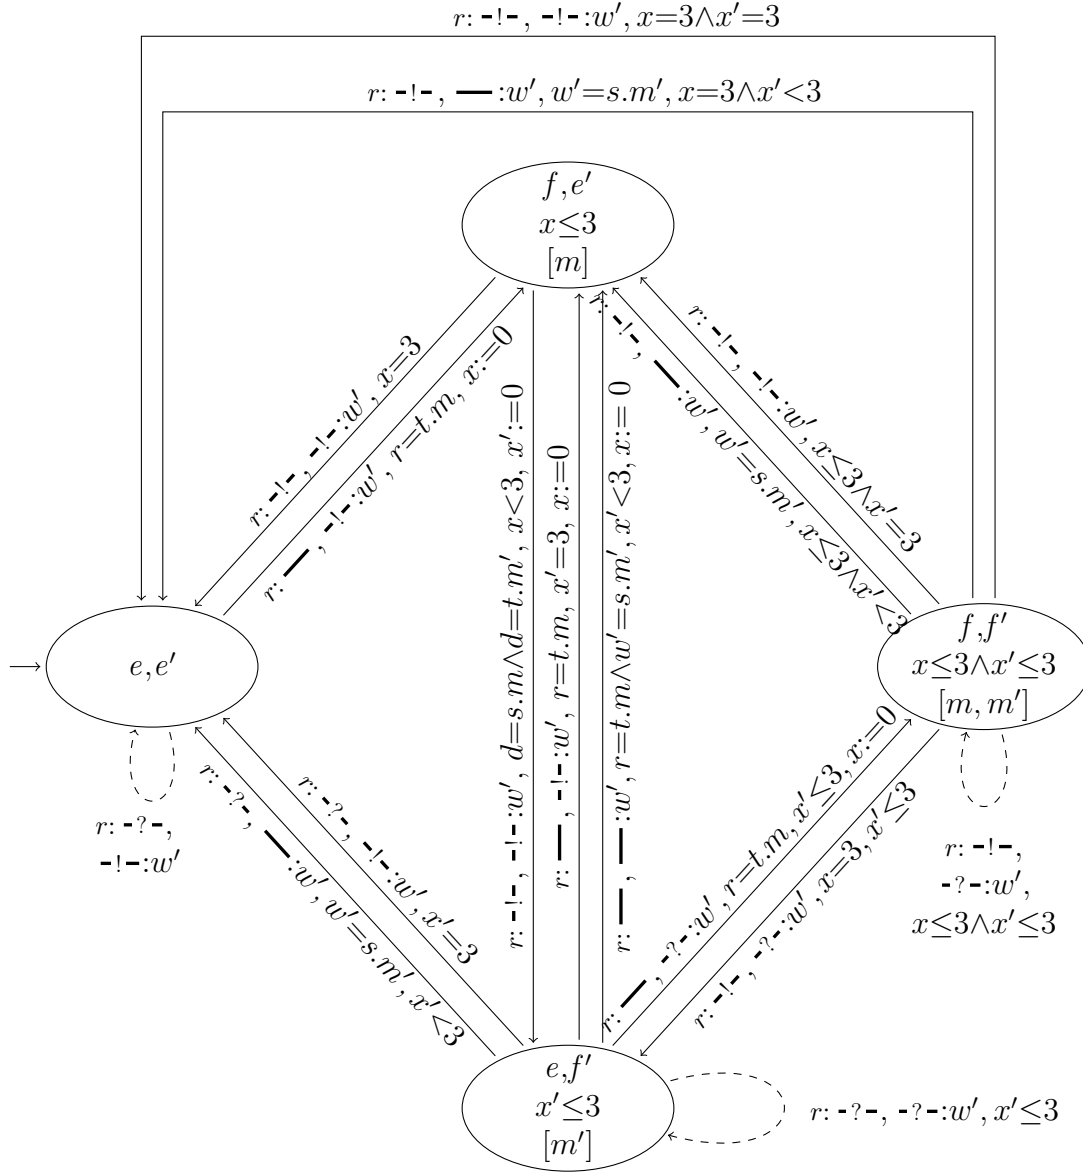 r: -!-, -!-:w′, x=3∧x′=3
r: -!-, —:w′, w′=s.m′, x=3∧x′<3
f,e′
x≤3
[m]
r: -!-, -!-:w′, x=3
r: —, -!-:w′, r=t.m, x:=0
r: -!-, -!-:w′, d=s.m∧d=t.m′, x<3, x′:=0
r: —, -!-:w′, r=t.m, x′=3, x:=0
r: —, —:w′, r=t.m∧w′=s.m′, x′<3, x:= 0
r: -!-, —:w′, w′=s.m′, x≤3∧x′<3
r: -!-, -!-:w′, x≤3∧x′=3
e,e′
f,f′
x≤3∧x′≤3
[m, m′]
r: -?-,
-!-:w′
r: -?-, —:w′, w′=s.m′, x′<3
r: -?-, -!-:w′, x′=3
r: —, -?-:w′, r=t.m, x′≤3, x:=0
r: -!-, -?-:w′, x=3, x′≤3
r: -!-,
-?-:w′,
x≤3∧x′≤3
e,f′
x′≤3
[m′]
r: -?-, -?-:w′, x′≤3